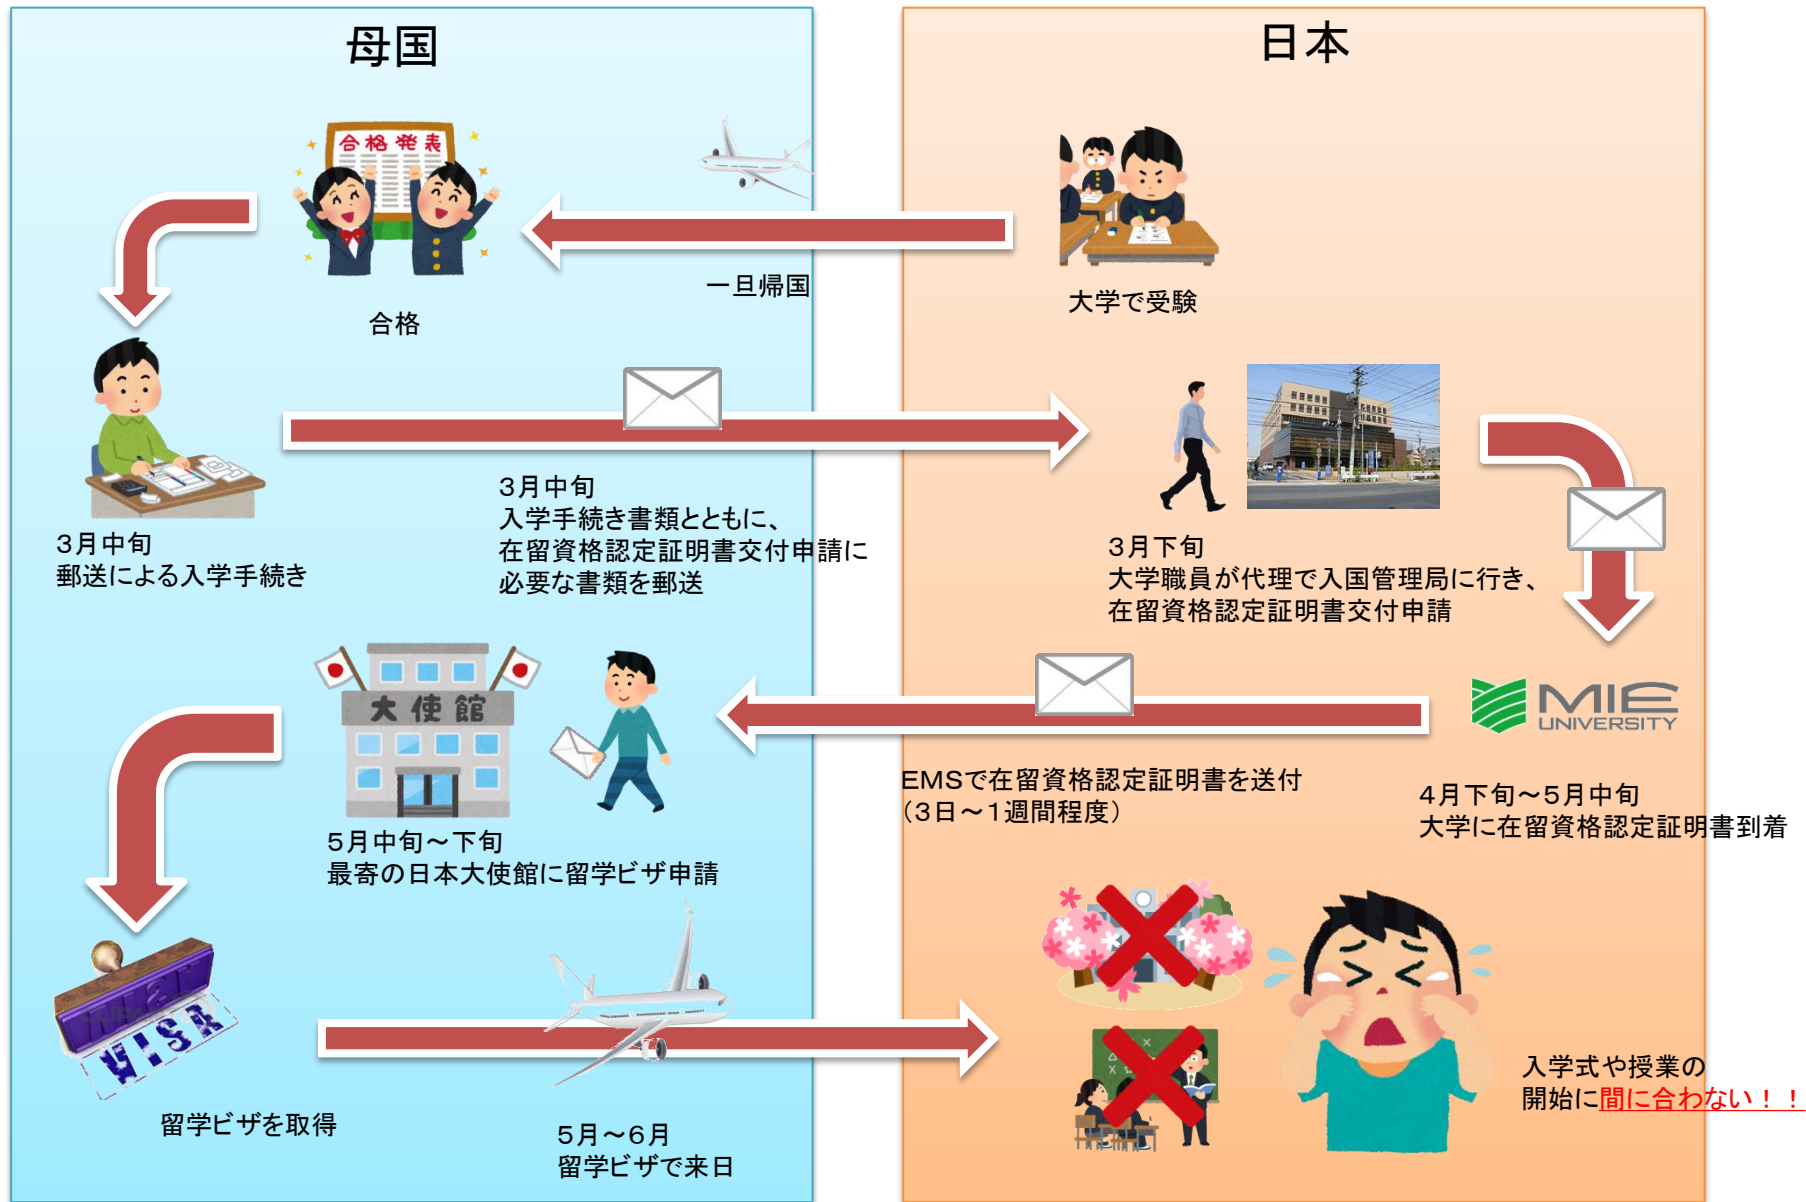 母国
日本
合格発表
一旦帰国
大学で受験
合格
3月中旬
郵送による入学手続き
3月中旬
入学手続き書類とともに、
在留資格認定証明書交付申請に
必要な書類を郵送
3月下旬
大学職員が代理で入国管理局に行き、
在留資格認定証明書交付申請
MIE
UNIVERSITY
4月下旬～5月中旬
大学に在留資格認定証明書到着
EMSで在留資格認定証明書を送付
(3日～1週間程度)
大使館
5月中旬～下旬
最寄の日本大使館に留学ビザ申請
VISA
留学ビザを取得
5月～6月
留学ビザで来日
入学式や授業の
開始に間に合わない！！